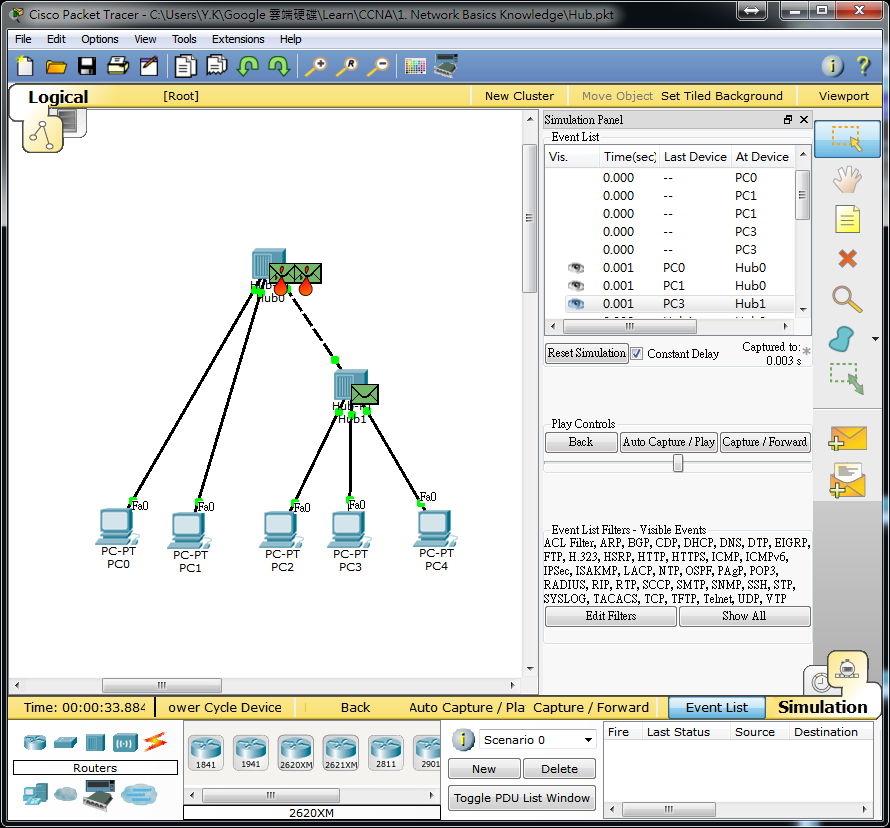 Cisco Packet Tracer - C:\Users\Y.K\Google 雲端硬碟\Learn\CCNA\1. Network Basics Knowledge\Hub.pkt
File Edit Options View Tools Extensions Help
Logical [Root] New Cluster Move Object Set Tiled Background Viewport
Simulation Panel
Event List
Vis. Time(sec) Last Device At Device
0.000 -- PC0
0.000 -- PC1
0.000 -- PC1
0.000 -- PC3
0.000 -- PC3
0.001 PC0 Hub0
0.001 PC1 Hub0
0.001 PC3 Hub1
Reset Simulation Constant Delay Captured to: *
0.003 s
Play Controls
Back Auto Capture / Play Capture / Forward
Event List Filters - Visible Events
ACL Filter, ARP, BGP, CDP, DHCP, DNS, DTP, EIGRP,
FTP, H.323, HSRP, HTTP, HTTPS, ICMP, ICMPv6,
IPSec, ISAKMP, LACP, NTP, OSPF, PAgP, POP3,
RADIUS, RIP, RTP, SCCP, SMTP, SNMP, SSH, STP,
SYSLOG, TACACS, TCP, TFTP, Telnet, UDP, VTP
Edit Filters Show All
Hub0
Hub1
Fa0 Fa0 Fa0 Fa0 Fa0
PC-PT PC-PT PC-PT PC-PT PC-PT
PC0 PC1 PC2 PC3 PC4
Time: 00:00:33.884 ower Cycle Device Back Auto Capture / Pla Capture / Forward Event List Simulation
Routers
1841 1941 2620XM 2621XM 2811 2901
2620XM
Scenario 0
New Delete
Toggle PDU List Window
Fire Last Status Source Destination